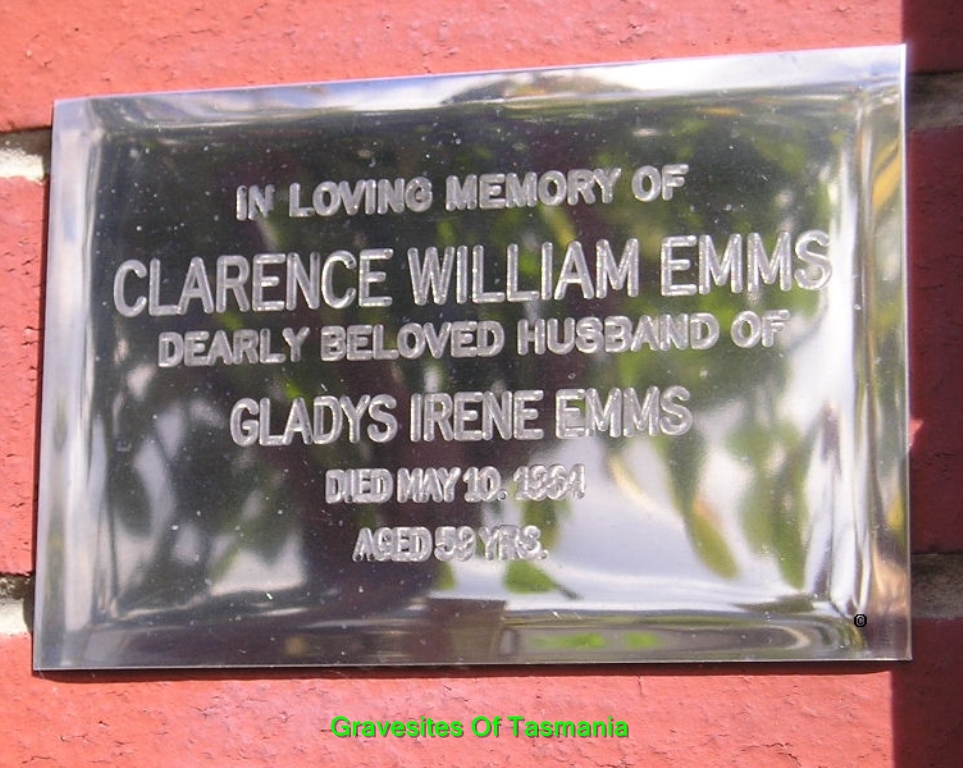 IN LOVING MEMORY OF
CLARENCE WILLIAM EMMS
DEARLY BELOVED HUSBAND OF
GLADYS IRENE EMMS
DIED MAY 10. 1964
AGED 59 YRS.
©
Gravesites Of Tasmania